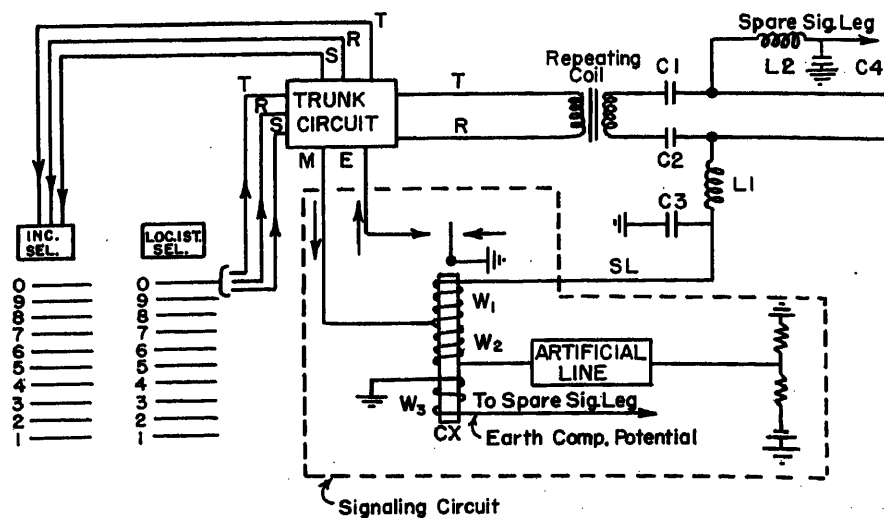 T
R
S
T
R
S
TRUNK
CIRCUIT
M E
T
R
Repeating
Coil
C1
C2
Spare Sig. Leg
L2
C4
L1
C3
SL
INC.
SEL.
LOC. IST.
SEL.
0
9
8
7
6
5
4
3
2
1
0
9
8
7
6
5
4
3
2
1
W1
W2
W3
CX
ARTIFICIAL
LINE
To Spare Sig. Leg
Earth Comp. Potential
Signaling Circuit